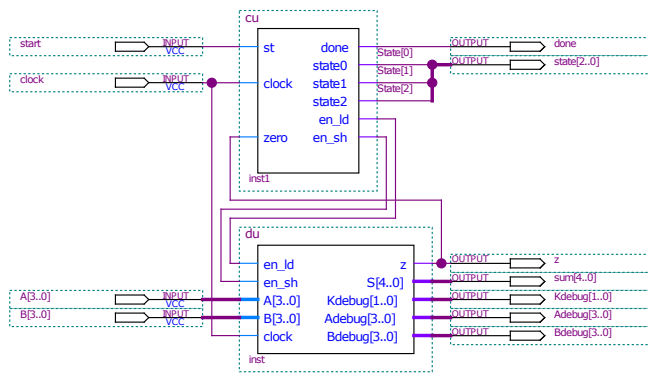 cu
start INPUT VCC st done OUTPUT done
State[0] state0 OUTPUT state[2..0]
clock INPUT VCC clock state1 State[1]
state2 State[2]
en_ld
zero en_sh
inst1
du
en_ld z OUTPUT z
en_sh S[4..0] OUTPUT sum[4..0]
A[3..0] INPUT VCC A[3..0] Kdebug[1..0] OUTPUT Kdebug[1..0]
B[3..0] INPUT VCC B[3..0] Adebug[3..0] OUTPUT Adebug[3..0]
clock Bdebug[3..0] OUTPUT Bdebug[3..0]
inst